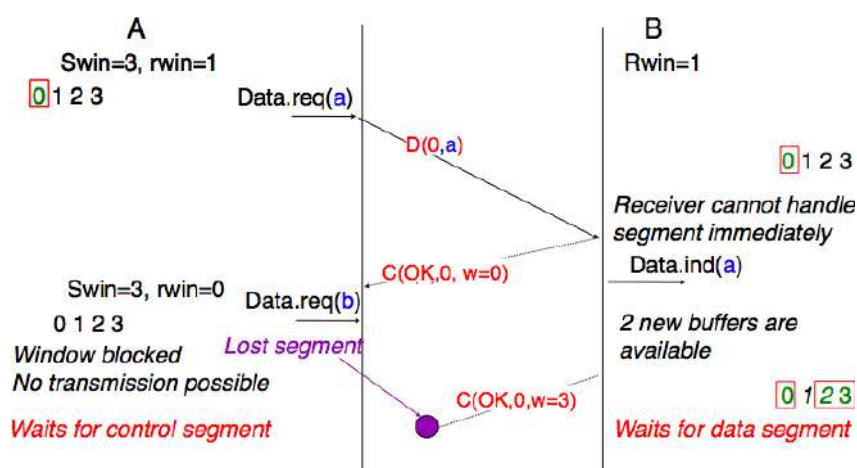 A
B
Swin=3, rwin=1
Rwin=1
0 1 2 3
Data.req(a)
D(0,a)
0 1 2 3
Receiver cannot handle
segment immediately
C(OK,0, w=0)
Data.ind(a)
Swin=3, rwin=0
Data.req(b)
0 1 2 3
2 new buffers are
available
Lost segment
Window blocked
No transmission possible
C(OK,0,w=3)
0 1 2 3
Waits for control segment
Waits for data segment